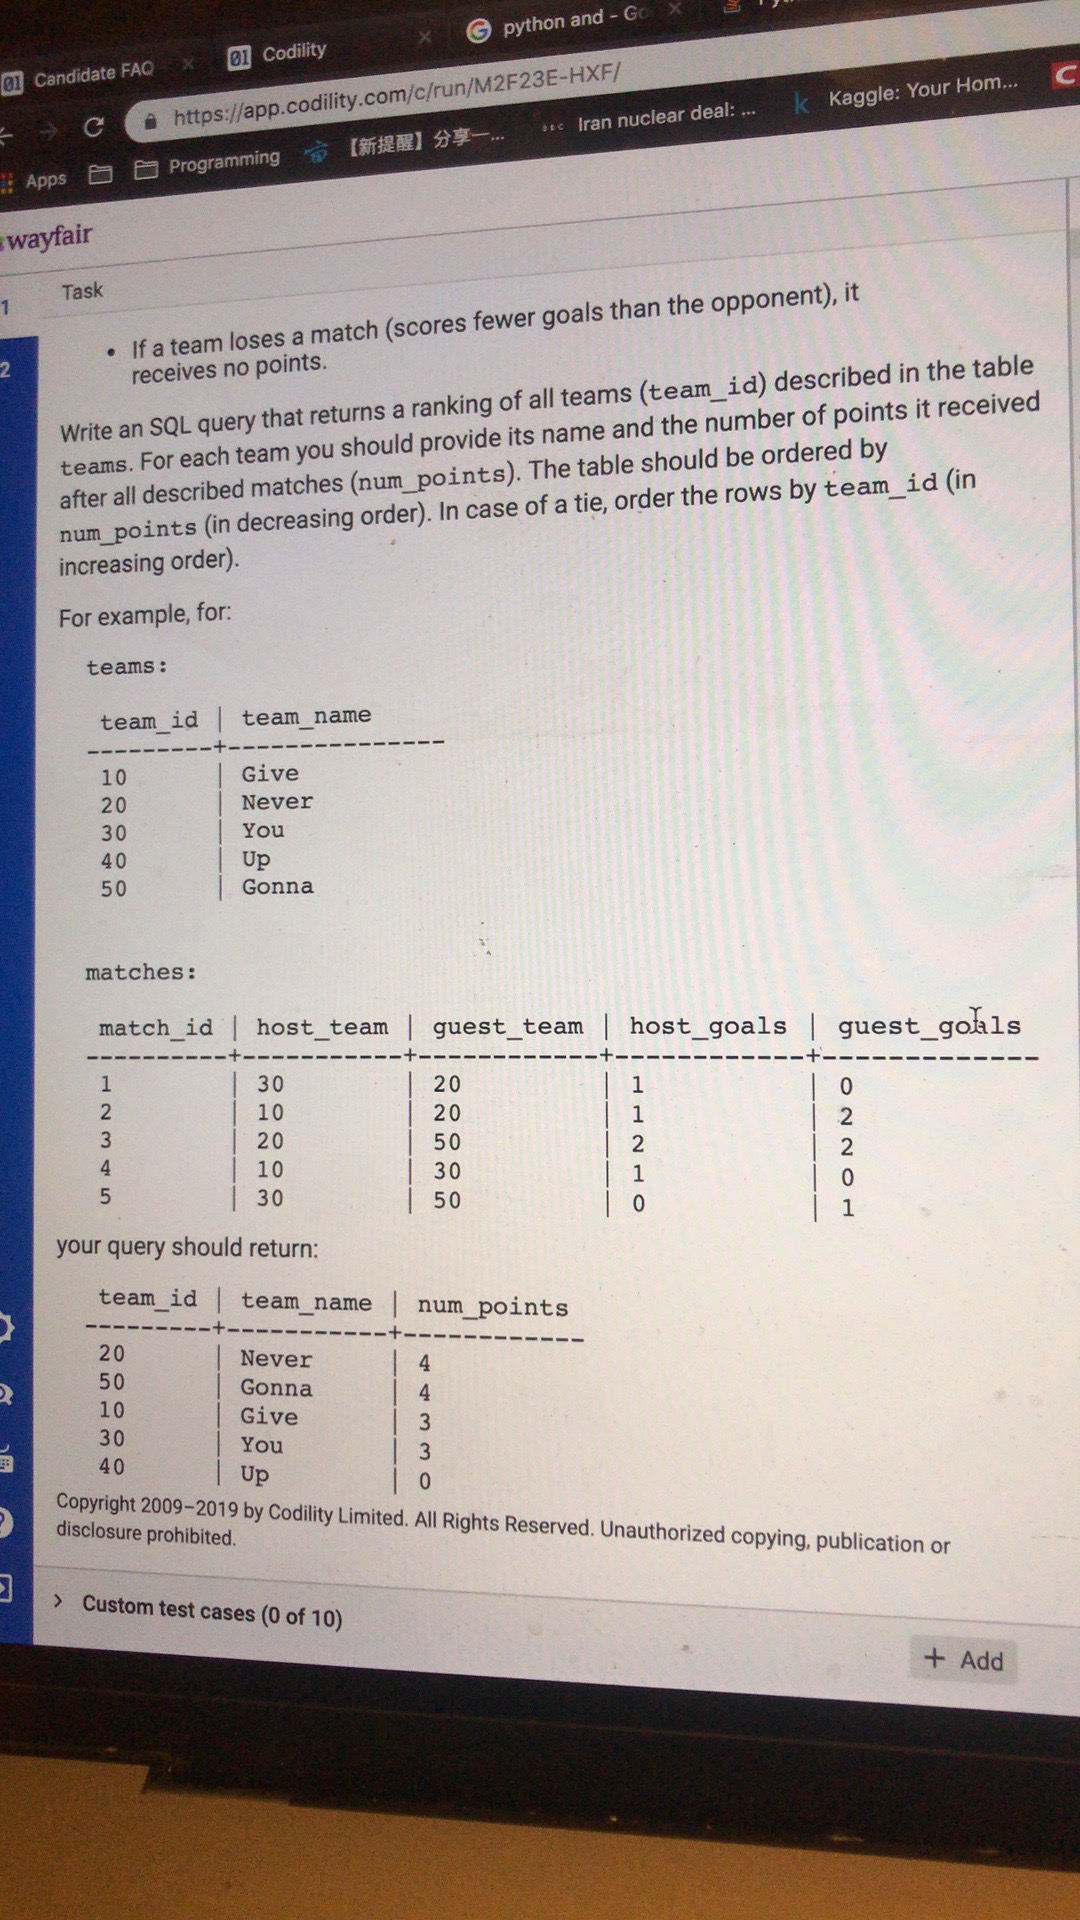 Candidate FAQ
Codility
python and - Go
https://app.codility.com/c/run/M2F23E-HXF/
Apps
Programming
【新提醒】分享一...
Iran nuclear deal: ...
Kaggle: Your Hom...
wayfair
1
Task
2
• If a team loses a match (scores fewer goals than the opponent), it
receives no points.
Write an SQL query that returns a ranking of all teams (team_id) described in the table
teams. For each team you should provide its name and the number of points it received
after all described matches (num_points). The table should be ordered by
num_points (in decreasing order). In case of a tie, order the rows by team_id (in
increasing order).
For example, for:
teams:
team_id | team_name
---------+---------------
10 | Give
20 | Never
30 | You
40 | Up
50 | Gonna
matches:
match_id | host_team | guest_team | host_goals | guest_goals
----------+-----------+------------+------------+-------------
1 | 30 | 20 | 1 | 0
2 | 10 | 20 | 1 | 2
3 | 20 | 50 | 2 | 2
4 | 10 | 30 | 1 | 0
5 | 30 | 50 | 0 | 1
your query should return:
team_id | team_name | num_points
---------+-----------+------------
20 | Never | 4
50 | Gonna | 4
10 | Give | 3
30 | You | 3
40 | Up | 0
Copyright 2009–2019 by Codility Limited. All Rights Reserved. Unauthorized copying, publication or
disclosure prohibited.
> Custom test cases (0 of 10)
+ Add